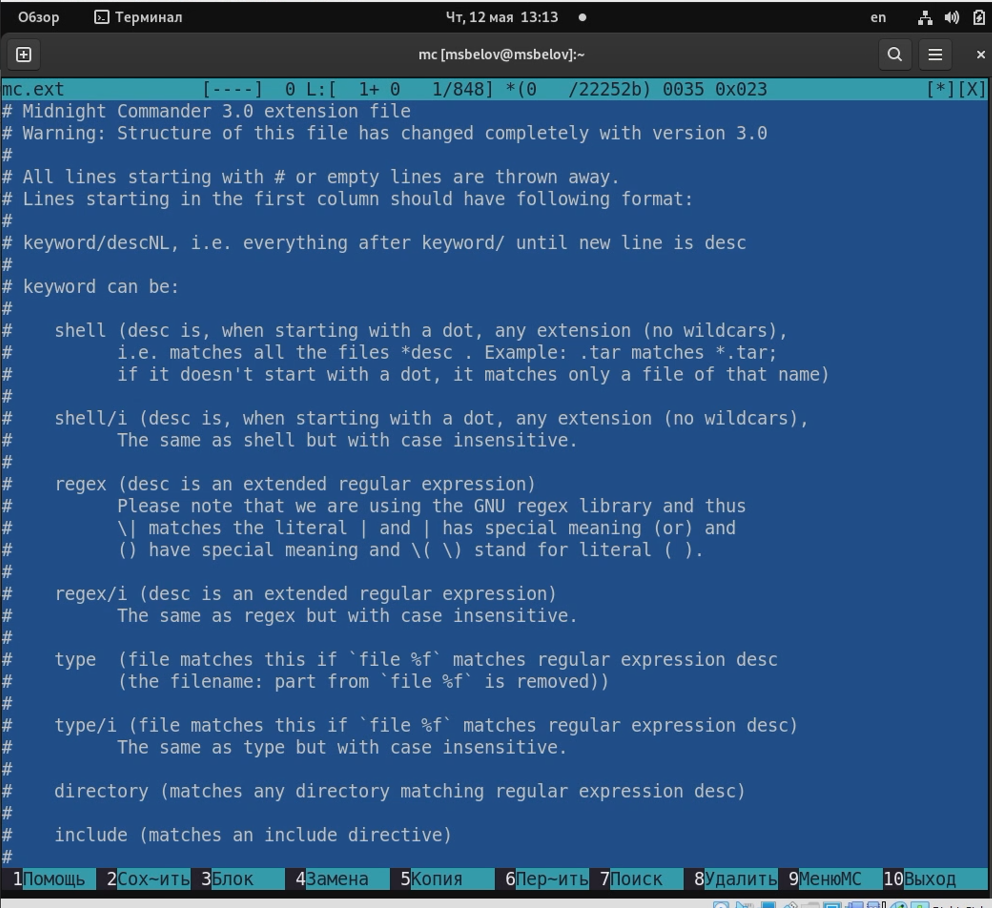 Обзор Терминал Чт, 12 мая 13:13 en
mc [msbelov@msbelov]:~
mc.ext [----] 0 L:[ 1+ 0 1/848] *(0 /22252b) 0035 0x023 [*][X]
# Midnight Commander 3.0 extension file
# Warning: Structure of this file has changed completely with version 3.0
#
# All lines starting with # or empty lines are thrown away.
# Lines starting in the first column should have following format:
#
# keyword/descNL, i.e. everything after keyword/ until new line is desc
#
# keyword can be:
#
# shell (desc is, when starting with a dot, any extension (no wildcars),
# i.e. matches all the files *desc . Example: .tar matches *.tar;
# if it doesn't start with a dot, it matches only a file of that name)
#
# shell/i (desc is, when starting with a dot, any extension (no wildcars),
# The same as shell but with case insensitive.
#
# regex (desc is an extended regular expression)
# Please note that we are using the GNU regex library and thus
# \| matches the literal | and | has special meaning (or) and
# () have special meaning and \( \) stand for literal ( ).
#
# regex/i (desc is an extended regular expression)
# The same as regex but with case insensitive.
#
# type (file matches this if `file %f` matches regular expression desc
# (the filename: part from `file %f` is removed))
#
# type/i (file matches this if `file %f` matches regular expression desc)
# The same as type but with case insensitive.
#
# directory (matches any directory matching regular expression desc)
#
# include (matches an include directive)
#
1Помощь 2Сох~ить 3Блок 4Замена 5Копия 6Пер~ить 7Поиск 8Удалить 9МенюМС 10Выход